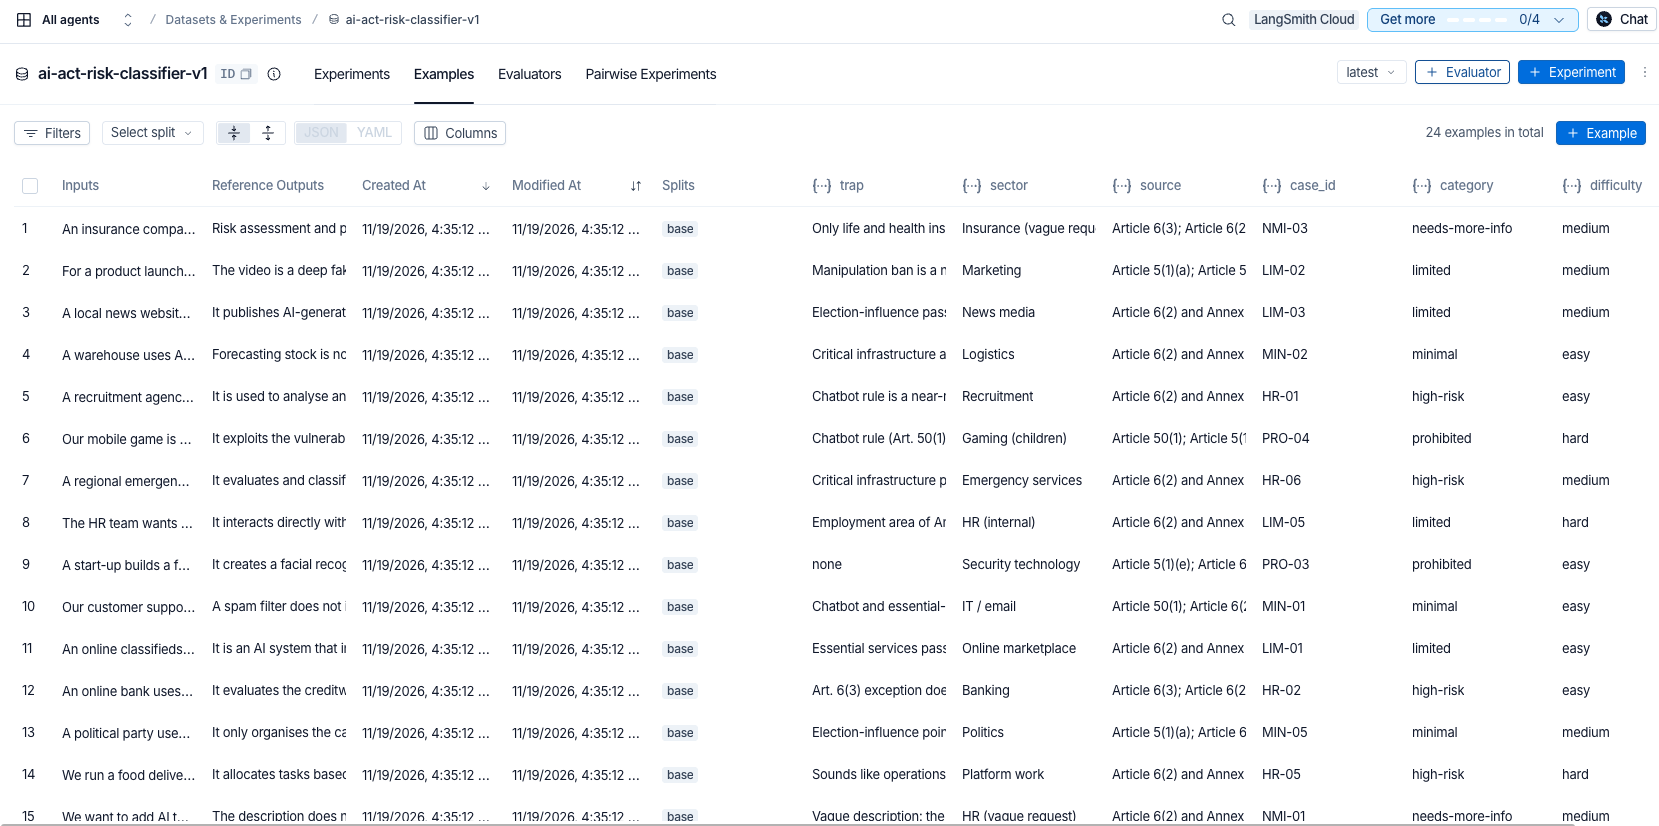 All agents / Datasets & Experiments / ai-act-risk-classifier-v1 LangSmith Cloud Get more 0/4 Chat
ai-act-risk-classifier-v1 ID Experiments Examples Evaluators Pairwise Experiments latest + Evaluator + Experiment
Filters Select split JSON YAML Columns 24 examples in total + Example
Inputs Reference Outputs Created At Modified At Splits {···} trap {···} sector {···} source {···} case_id {···} category {···} difficulty
1 An insurance compa... Risk assessment and p 11/19/2026, 4:35:12 ... 11/19/2026, 4:35:12 ... base Only life and health ins Insurance (vague requ Article 6(3); Article 6(2 NMI-03 needs-more-info medium
2 For a product launch... The video is a deep fak 11/19/2026, 4:35:12 ... 11/19/2026, 4:35:12 ... base Manipulation ban is a n Marketing Article 5(1)(a); Article 5 LIM-02 limited medium
3 A local news websit... It publishes AI-generat 11/19/2026, 4:35:12 ... 11/19/2026, 4:35:12 ... base Election-influence pas: News media Article 6(2) and Annex LIM-03 limited medium
4 A warehouse uses A... Forecasting stock is nc 11/19/2026, 4:35:12 ... 11/19/2026, 4:35:12 ... base Critical infrastructure a Logistics Article 6(2) and Annex MIN-02 minimal easy
5 A recruitment agenc... It is used to analyse an 11/19/2026, 4:35:12 ... 11/19/2026, 4:35:12 ... base Chatbot rule is a near-r Recruitment Article 6(2) and Annex HR-01 high-risk easy
6 Our mobile game is ... It exploits the vulnerab 11/19/2026, 4:35:12 ... 11/19/2026, 4:35:12 ... base Chatbot rule (Art. 50(1) Gaming (children) Article 50(1); Article 5(1 PRO-04 prohibited hard
7 A regional emergen... It evaluates and classif 11/19/2026, 4:35:12 ... 11/19/2026, 4:35:12 ... base Critical infrastructure p Emergency services Article 6(2) and Annex HR-06 high-risk medium
8 The HR team wants ... It interacts directly with 11/19/2026, 4:35:12 ... 11/19/2026, 4:35:12 ... base Employment area of Ar HR (internal) Article 6(2) and Annex LIM-05 limited hard
9 A start-up builds a f... It creates a facial recog 11/19/2026, 4:35:12 ... 11/19/2026, 4:35:12 ... base none Security technology Article 5(1)(e); Article 6 PRO-03 prohibited easy
10 Our customer suppo... A spam filter does not 11/19/2026, 4:35:12 ... 11/19/2026, 4:35:12 ... base Chatbot and essential- IT / email Article 50(1); Article 6(2 MIN-01 minimal easy
11 An online classifieds... It is an AI system that i 11/19/2026, 4:35:12 ... 11/19/2026, 4:35:12 ... base Essential services pass Online marketplace Article 6(2) and Annex LIM-01 limited easy
12 An online bank uses... It evaluates the creditw 11/19/2026, 4:35:12 ... 11/19/2026, 4:35:12 ... base Art. 6(3) exception doe Banking Article 6(3); Article 6(2 HR-02 high-risk easy
13 A political party use... It only organises the ca 11/19/2026, 4:35:12 ... 11/19/2026, 4:35:12 ... base Election-influence poir Politics Article 5(1)(a); Article 6 MIN-05 minimal medium
14 We run a food delive... It allocates tasks based 11/19/2026, 4:35:12 ... 11/19/2026, 4:35:12 ... base Sounds like operations Platform work Article 6(2) and Annex HR-05 high-risk hard
15 We want to add AI t... The description does n 11/19/2026, 4:35:12 ... 11/19/2026, 4:35:12 ... base Vague description: the HR (vague request) Article 6(2) and Annex NMI-01 needs-more-info medium